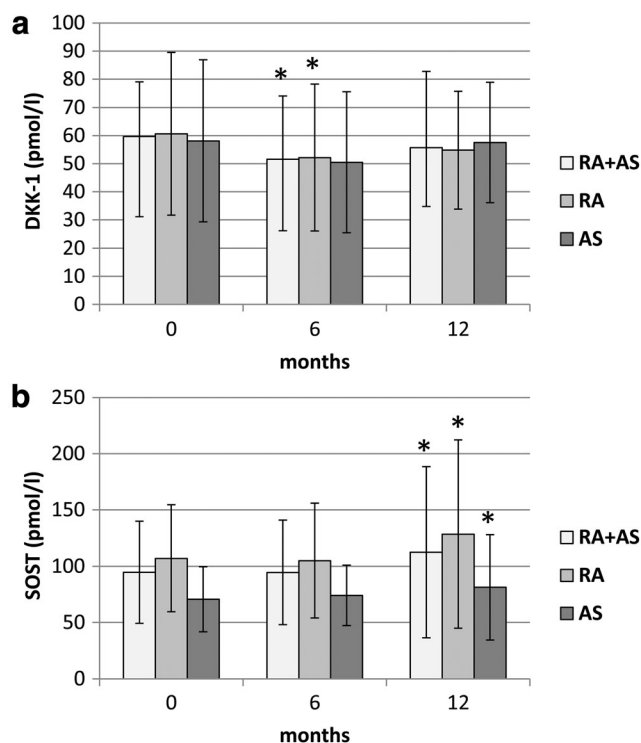 a
DKK-1 (pmol/l)
100
90
80
70
60
50
40
30
20
10
0
* *
0 6 12
months
RA+AS
RA
AS
b
SOST (pmol/l)
250
200
150
100
50
0
* * *
0 6 12
months
RA+AS
RA
AS